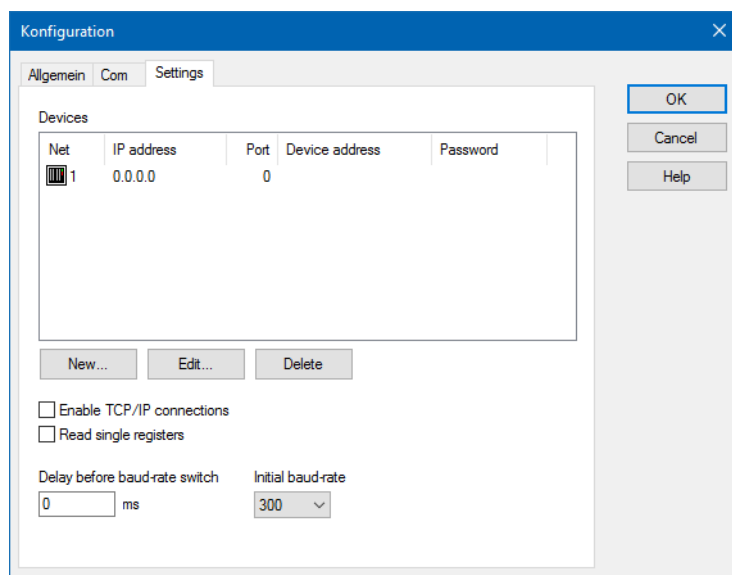 Konfiguration
Allgemein Com Settings
OK
Cancel
Help
Devices
Net IP address Port Device address Password
1 0.0.0.0 0
New... Edit... Delete
Enable TCP/IP connections
Read single registers
Delay before baud-rate switch Initial baud-rate
0 ms 300